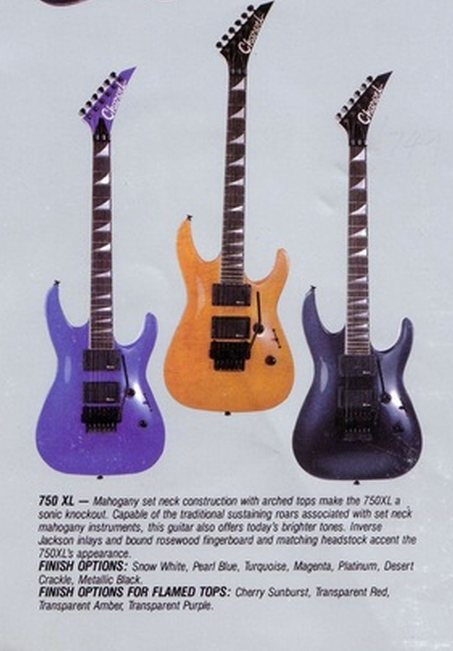 Charvel
Charvel
Charvel
750 XL — Mahogany set neck construction with arched tops make the 750XL a
sonic knockout. Capable of the traditional sustaining roars associated with set neck
mahogany instruments, this guitar also offers today's brighter tones. Inverse
Jackson inlays and bound rosewood fingerboard and matching headstock accent the
750XL's appearance.
FINISH OPTIONS: Snow White, Pearl Blue, Turquoise, Magenta, Platinum, Desert
Crackle, Metallic Black.
FINISH OPTIONS FOR FLAMED TOPS: Cherry Sunburst, Transparent Red,
Transparent Amber, Transparent Purple.